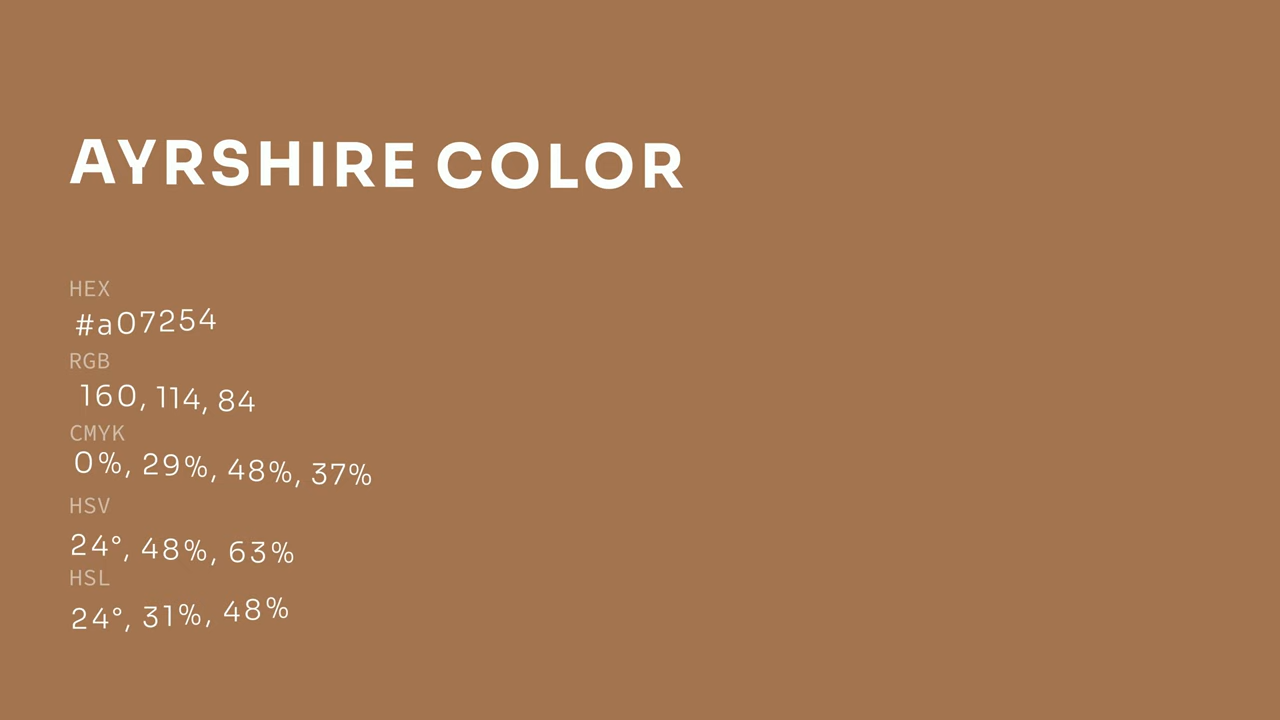 AYRSHIRE COLOR
HEX
#a07254
RGB
160, 114, 84
CMYK
0%, 29%, 48%, 37%
HSV
24°, 48%, 63%
HSL
24°, 31%, 48%